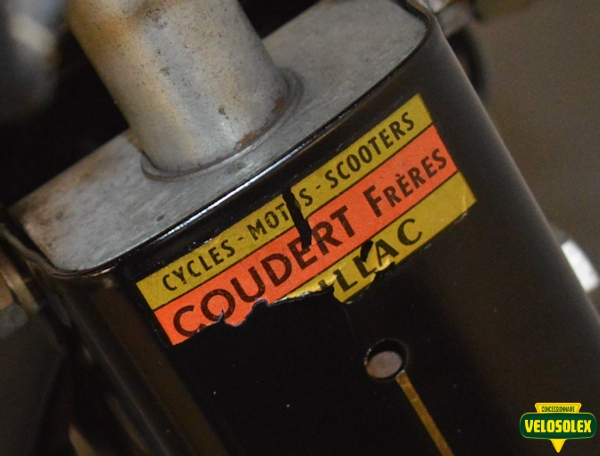 CYCLES - MOTOS - SCOOTERS
COUDERT FRÈRES
CONCESSIONNAIRE
VELOSOLEX